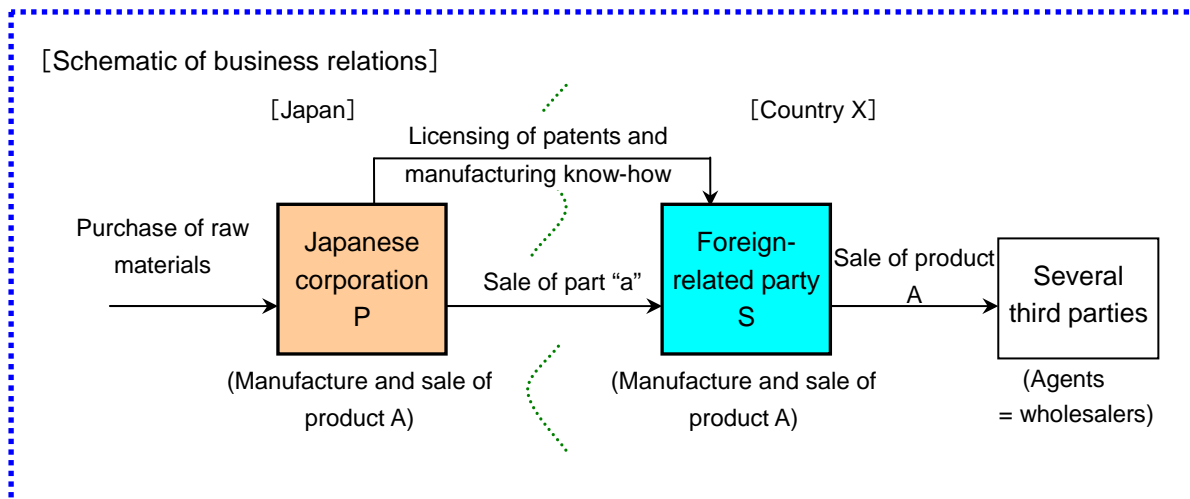 ［Schematic of business relations］
［Japan］
［Country X］
Licensing of patents and
manufacturing know-how
Purchase of raw
materials
Japanese
corporation
P
Sale of part “a”
Foreign-
related party
S
Sale of product
A
Several
third parties
(Manufacture and sale of
product A)
(Manufacture and sale of
product A)
(Agents
= wholesalers)